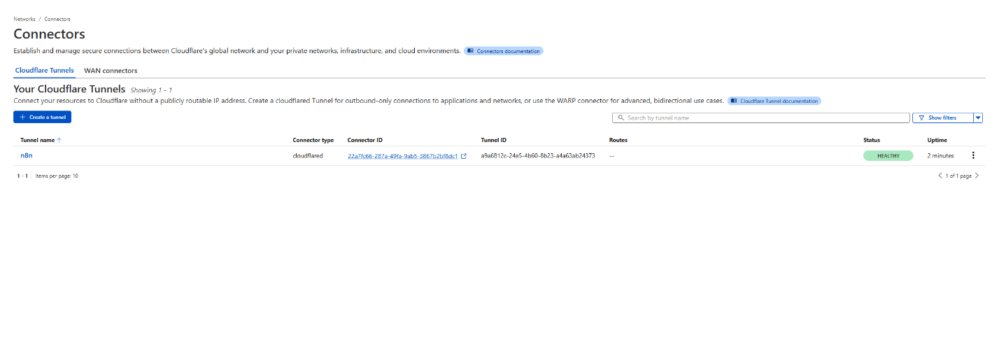 Networks / Connectors
Connectors
Establish and manage secure connections between Cloudflare's global network and your private networks, infrastructure, and cloud environments. Connectors documentation
Cloudflare Tunnels WAN connectors
Your Cloudflare Tunnels Showing 1 - 1
Connect your resources to Cloudflare without a publicly routable IP address. Create a cloudflared Tunnel for outbound-only connections to applications and networks, or use the WARP connector for advanced, bidirectional use cases. Cloudflare Tunnel documentation
+ Create a tunnel Search by tunnel name Show filters
Tunnel name ↑ Connector type Connector ID Tunnel ID Routes Status Uptime
n8n cloudflared 22a7fc66-287a-49fa-9ab5-3867b2bf8dc1 a9a6812c-24e5-4b60-8b23-a4a63ab24373 -- HEALTHY 2 minutes
1 - 1 Items per page: 10 1 of 1 page